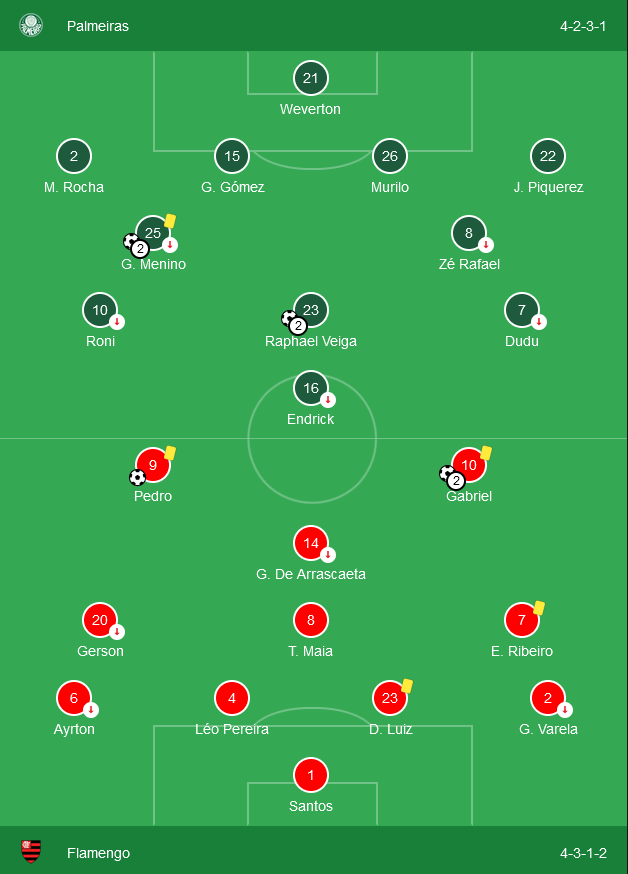 Palmeiras 4-2-3-1
21
Weverton
2 15 26 22
M. Rocha G. Gómez Murilo J. Piquerez
25 8
2
G. Menino Zé Rafael
10 23 7
2
Roni Raphael Veiga Dudu
16
Endrick
9 10
2
Pedro Gabriel
14
G. De Arrascaeta
20 8 7
Gerson T. Maia E. Ribeiro
6 4 23 2
Ayrton Léo Pereira D. Luiz G. Varela
1
Santos
Flamengo 4-3-1-2